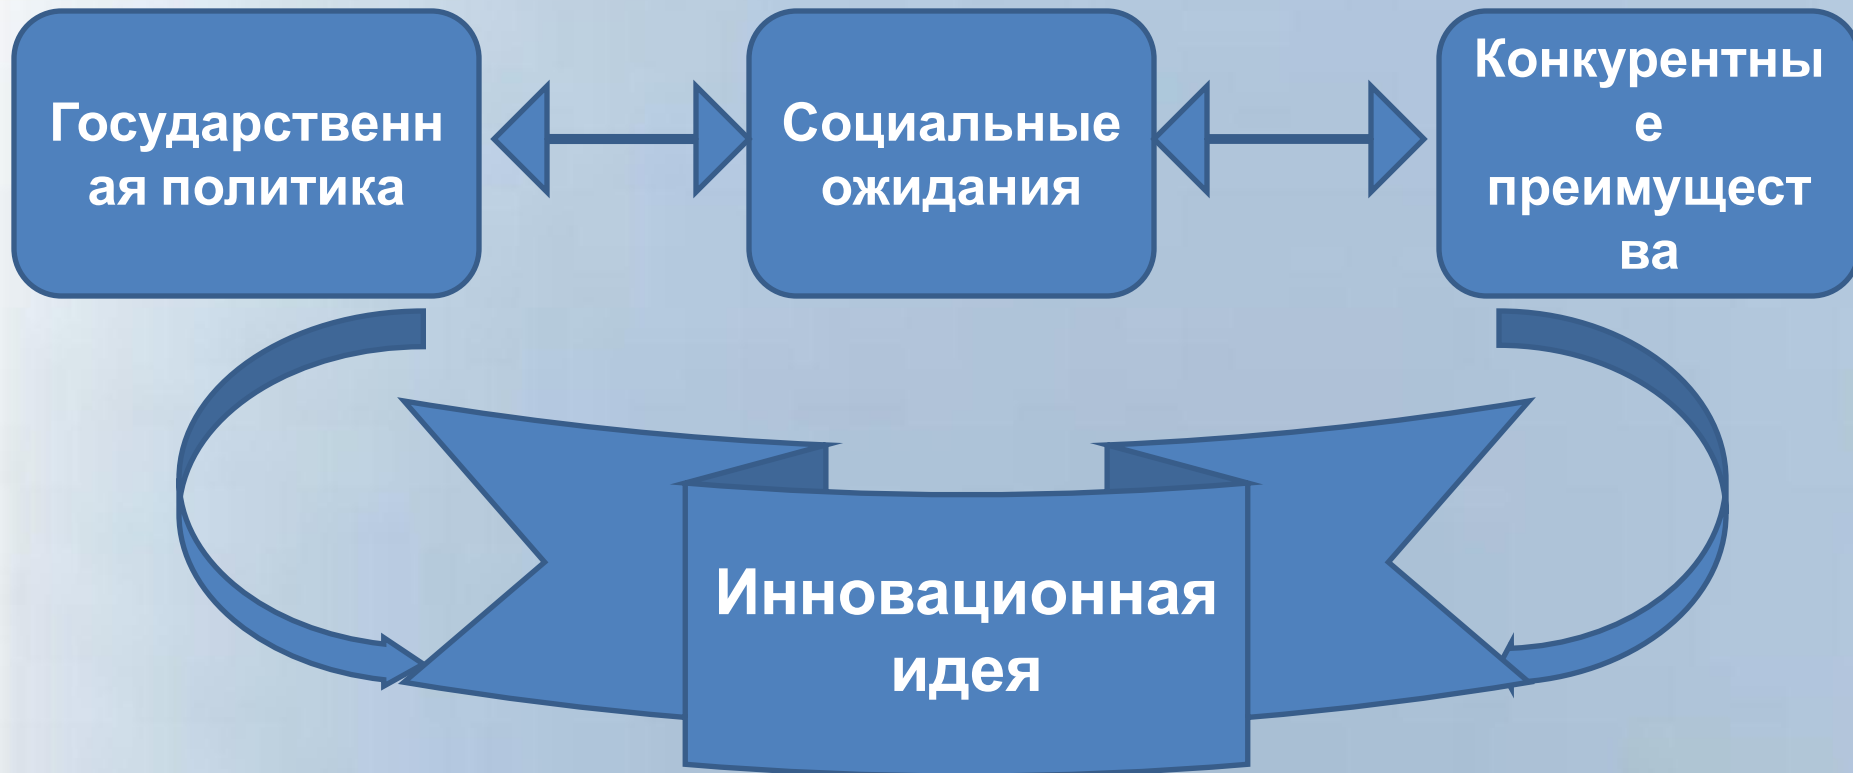 Государственн
ая политика
Социальные
ожидания
Конкурентны
е
преимущест
ва
Инновационная
идея